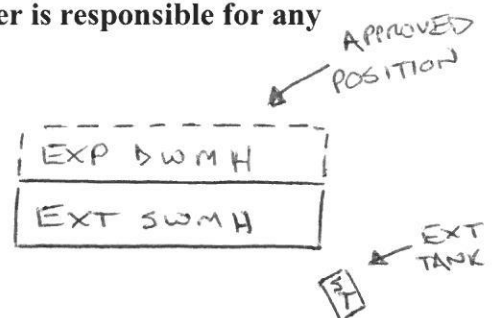 er is responsible for any
APPROVED
POSITION
EXP DWMH
EXT SWMH
EXT
TANK
ST